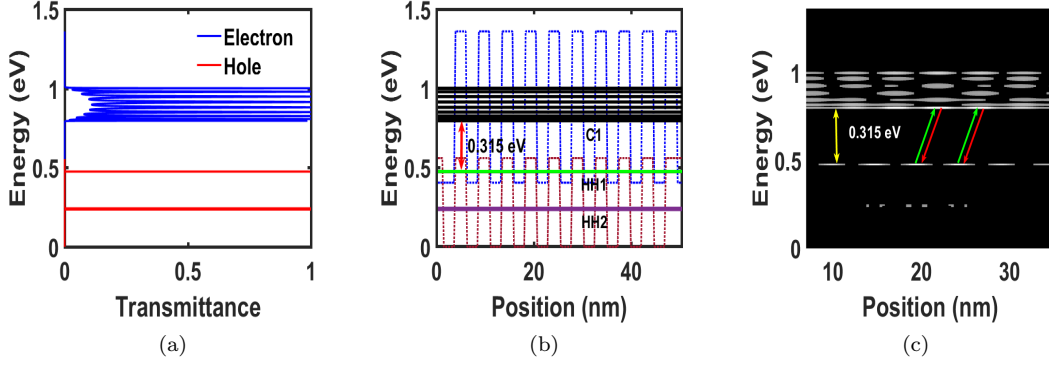 1.5
1
0.5
0
Energy (eV)
Electron
Hole
0
0.5
1
Transmittance
(a)
1.5
1
0.5
0
Energy (eV)
C1
0.315 eV
HH1
HH2
0
20
40
Position (nm)
(b)
1
0.5
0
Energy (eV)
0.315 eV
10
20
30
Position (nm)
(c)